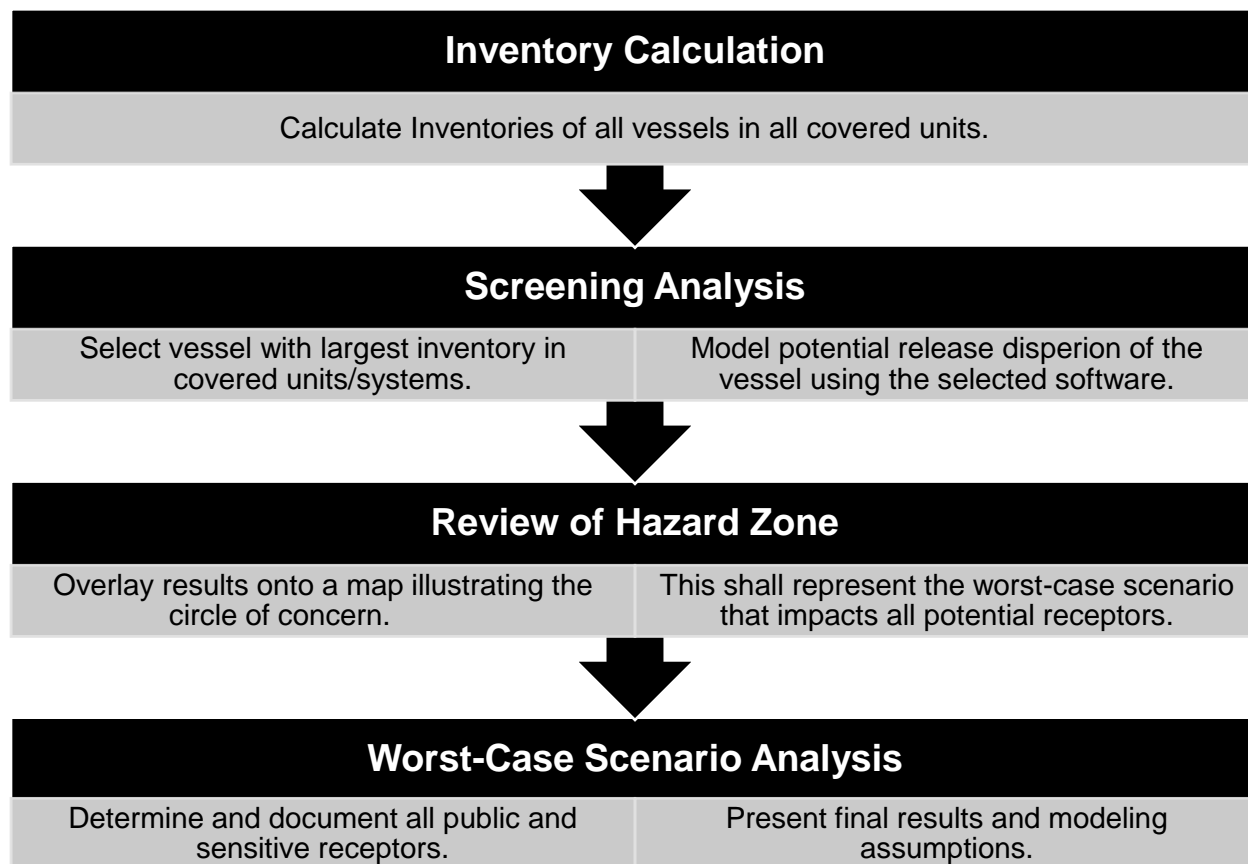 Inventory Calculation
Calculate Inventories of all vessels in all covered units.
Screening Analysis
Select vessel with largest inventory in
covered units/systems.
Model potential release disperion of the
vessel using the selected software.
Review of Hazard Zone
Overlay results onto a map illustrating the
circle of concern.
This shall represent the worst-case scenario
that impacts all potential receptors.
Worst-Case Scenario Analysis
Determine and document all public and
sensitive receptors.
Present final results and modeling
assumptions.